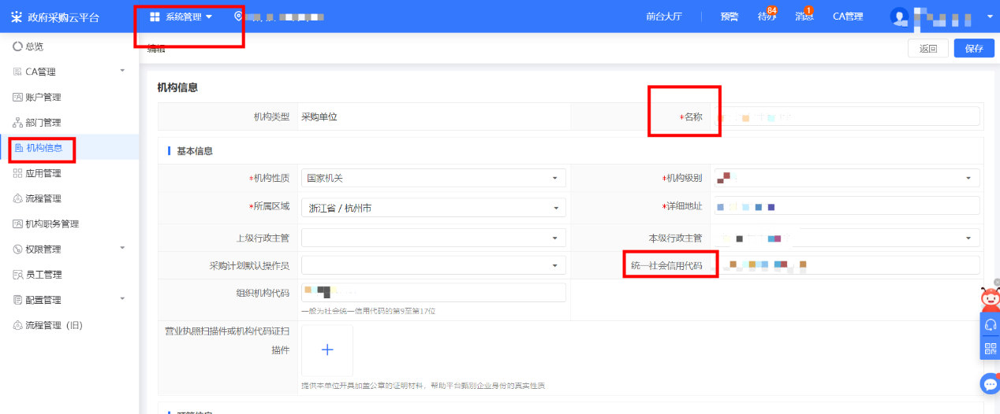 政府采购云平台
系统管理
前台大厅
预警
待办
84
消息
1
CA管理
总览
CA管理
账户管理
部门管理
机构信息
应用管理
流程管理
机构职务管理
权限管理
员工管理
配置管理
流程管理（旧）
编辑
返回
保存
机构信息
机构类型 采购单位
*名称
基本信息
*机构性质 国家机关
*机构级别
*所属区域 浙江省 / 杭州市
*详细地址
上级行政主管
本级行政主管
采购计划默认操作员
统一社会信用代码
组织机构代码
一般为社会统一信用代码的第9至第17位
营业执照扫描件或机构代码证扫
描件
提供本单位开具加盖公章的证明材料，帮助平台甄别企业身份的真实性质